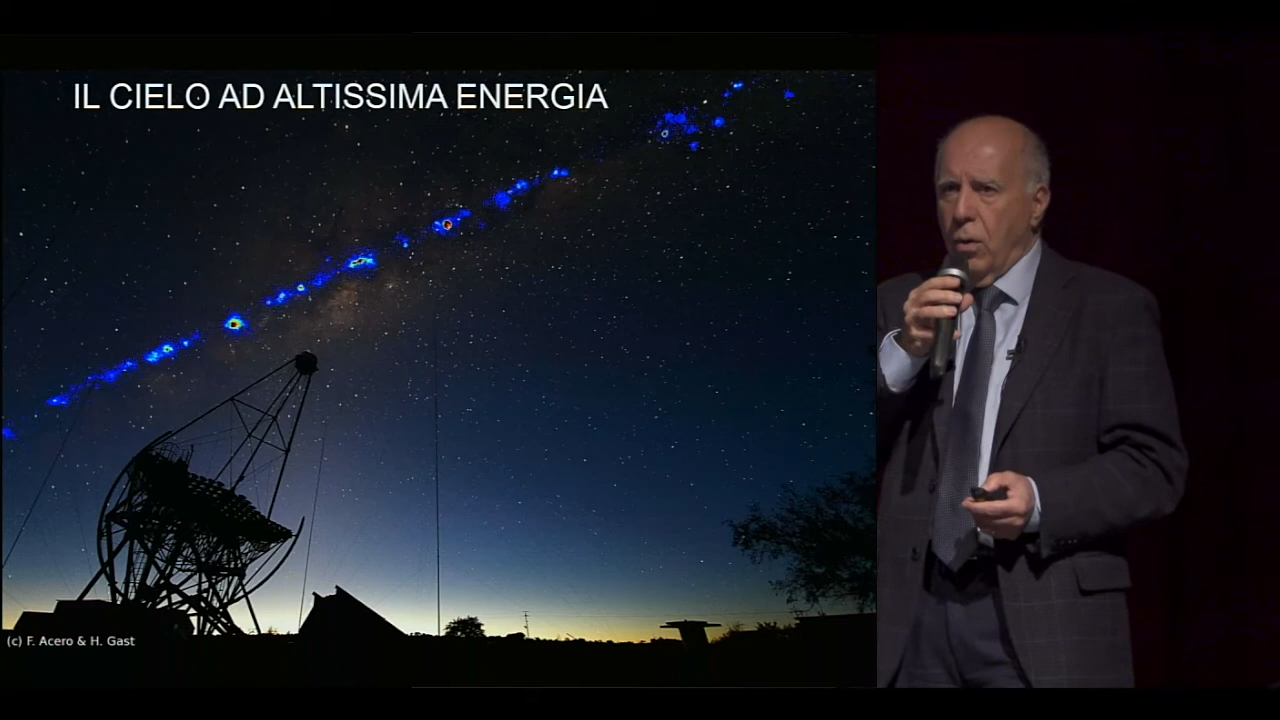 IL CIELO AD ALTISSIMA ENERGIA
(c) F. Acero & H. Gast